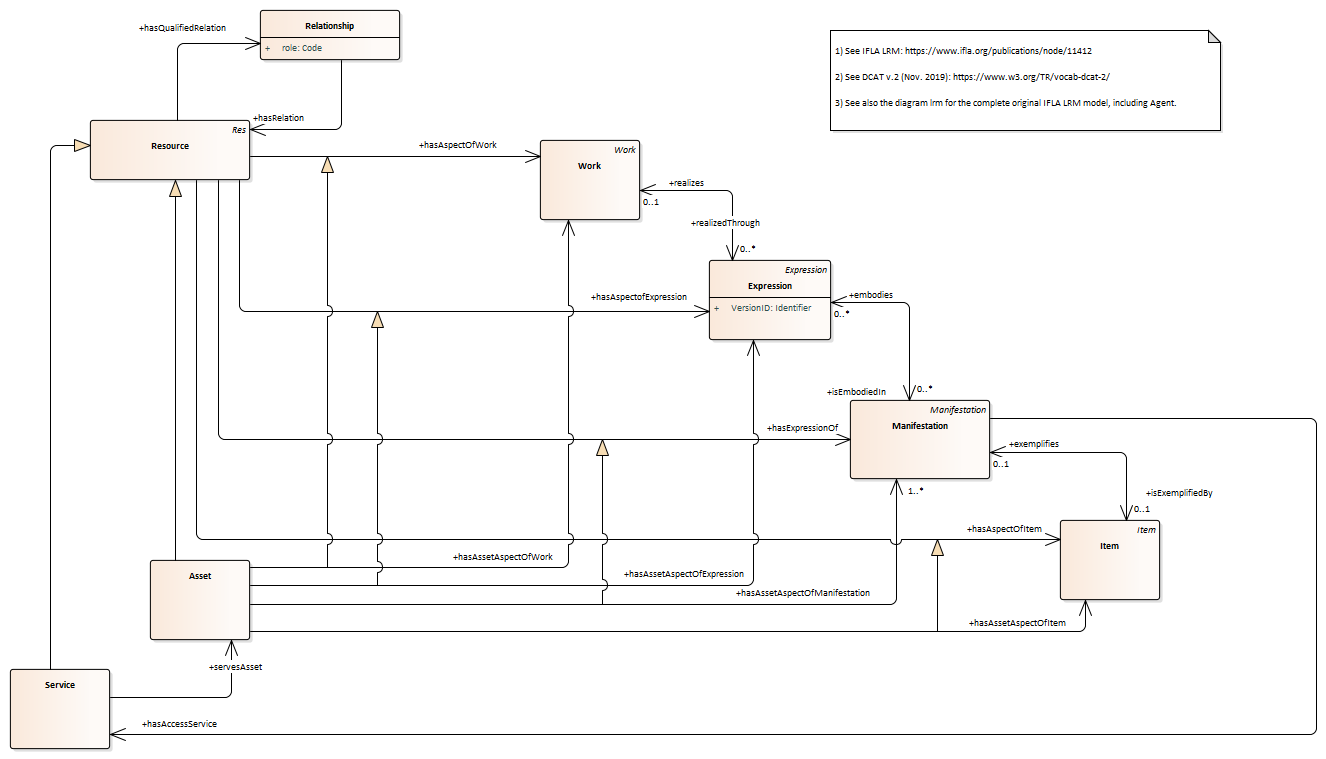 Relationship
+hasQualifiedRelation
+ role: Code
1) See IFLA LRM: https://www.ifla.org/publications/node/11412
2) See DCAT v.2 (Nov. 2019): https://www.w3.org/TR/vocab-dcat-2/
3) See also the diagram lrm for the complete original IFLA LRM model, including Agent.
+hasRelation
Res
Resource
+hasAspectOfWork
Work
Work
+realizes
0..1
+realizedThrough
0..*
Expression
Expression
+ VersionID: Identifier
+hasAspectofExpression
+embodies
0..*
+isEmbodiedIn
0..*
Manifestation
Manifestation
+hasExpressionOf
+exemplifies
0..1
1..*
+isExemplifiedBy
0..1
+hasAspectOfItem
Item
Item
+hasAssetAspectOfWork
Asset
+hasAssetAspectOfExpression
+hasAssetAspectOfManifestation
+hasAssetAspectOfItem
+servesAsset
Service
+hasAccessService